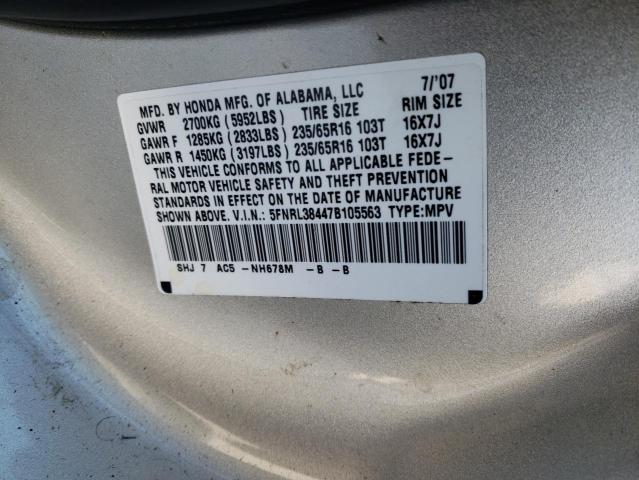 MFD. BY HONDA MFG. OF ALABAMA, LLC 7/'07
GVWR 2700KG (5952LBS) TIRE SIZE RIM SIZE
GAWR F 1285KG (2833LBS) 235/65R16 103T 16X7J
GAWR R 1450KG (3197LBS) 235/65R16 103T 16X7J
THIS VEHICLE CONFORMS TO ALL APPLICABLE FEDE-
RAL MOTOR VEHICLE SAFETY AND THEFT PREVENTION
STANDARDS IN EFFECT ON THE DATE OF MANUFACTURE
SHOWN ABOVE. V.I.N.: 5FNRL38447B105563 TYPE:MPV
SHJ 7 AC5 -NH678M -B -B